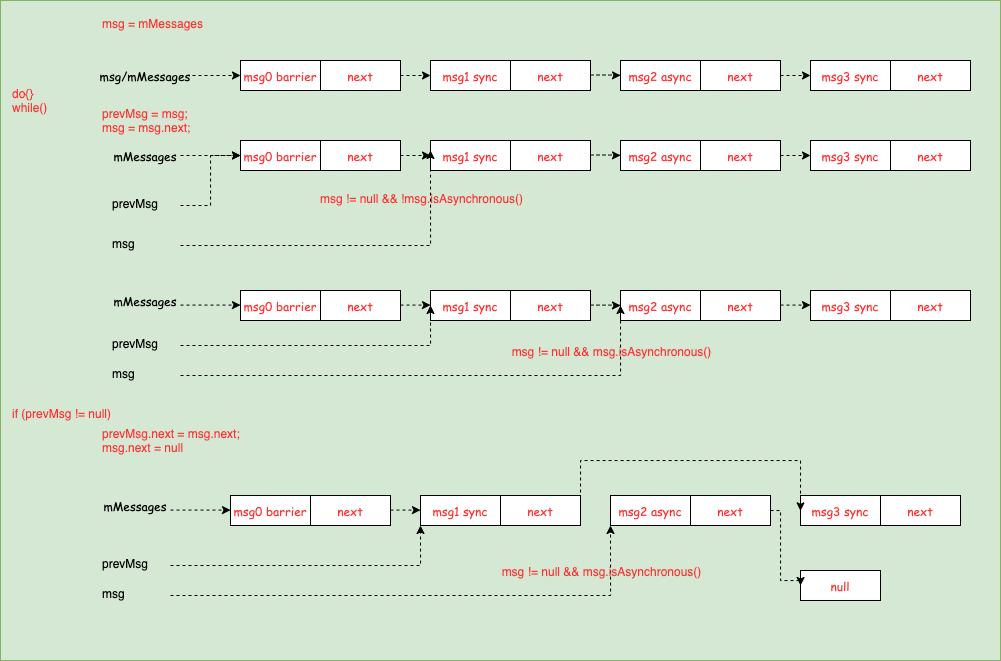 msg = mMessages
msg/mMessages msg0 barrier next msg1 sync next msg2 async next msg3 sync next
do{}
while()
prevMsg = msg;
msg = msg.next;
mMessages msg0 barrier next msg1 sync next msg2 async next msg3 sync next
msg != null && !msg.isAsynchronous()
prevMsg
msg
mMessages msg0 barrier next msg1 sync next msg2 async next msg3 sync next
prevMsg
msg != null && msg.isAsynchronous()
msg
if (prevMsg != null)
prevMsg.next = msg.next;
msg.next = null
mMessages msg0 barrier next msg1 sync next msg2 async next msg3 sync next
prevMsg
msg != null && msg.isAsynchronous()
null
msg